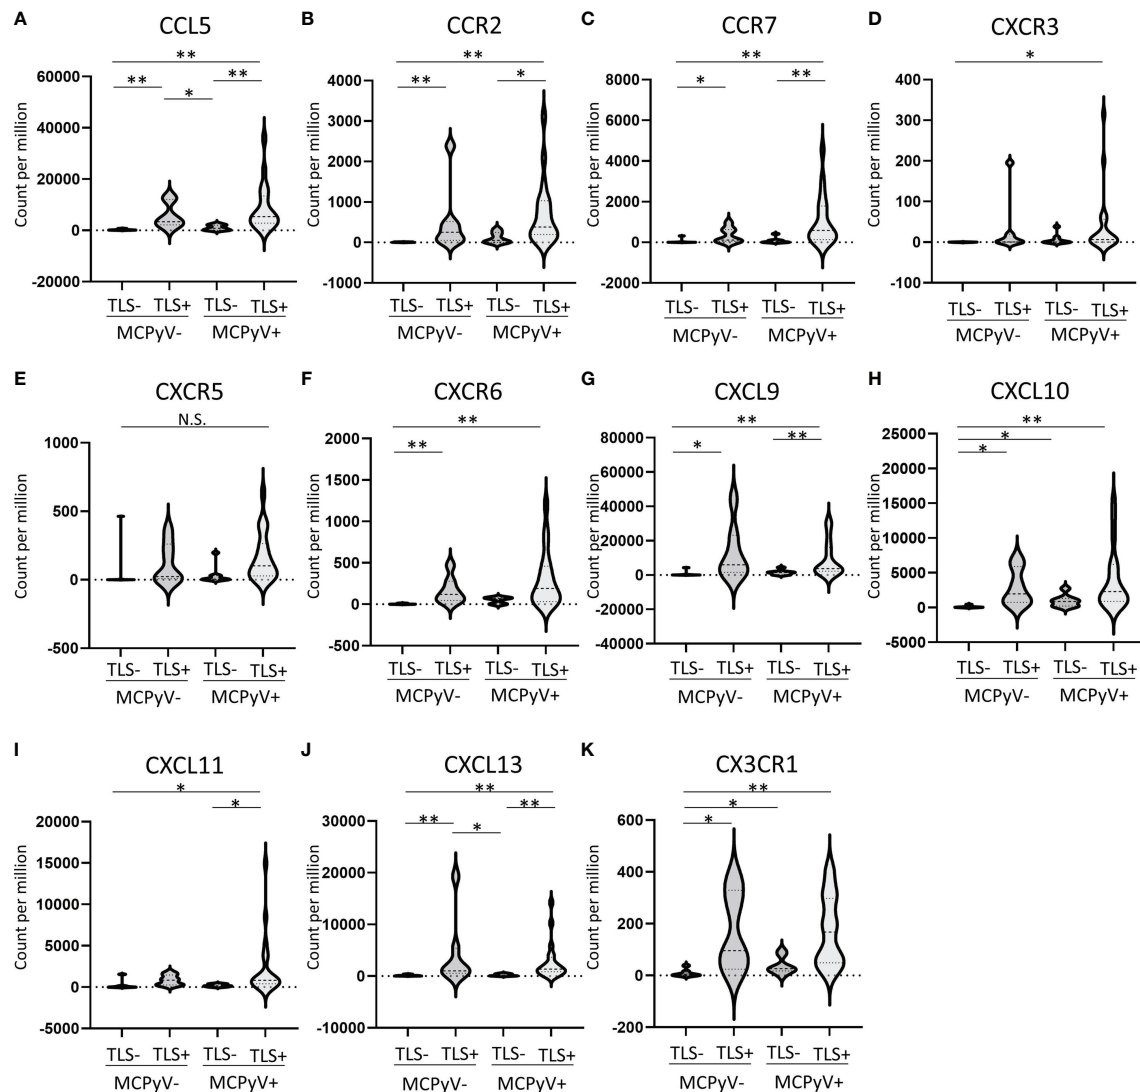 A
CCL5
** 
** * **
60000
40000
20000
0
-20000
Count per million
TLS- TLS+ TLS- TLS+
MCPyV- MCPyV+
B
CCR2
**
** *
4000
3000
2000
1000
0
-1000
Count per million
TLS- TLS+ TLS- TLS+
MCPyV- MCPyV+
C
CCR7
**
* **
8000
6000
4000
2000
0
-2000
Count per million
TLS- TLS+ TLS- TLS+
MCPyV- MCPyV+
D
CXCR3
*
400
300
200
100
0
-100
Count per million
TLS- TLS+ TLS- TLS+
MCPyV- MCPyV+
E
CXCR5
N.S.
1000
500
0
-500
Count per million
TLS- TLS+ TLS- TLS+
MCPyV- MCPyV+
F
CXCR6
**
**
2000
1500
1000
500
0
-500
Count per million
TLS- TLS+ TLS- TLS+
MCPyV- MCPyV+
G
CXCL9
**
* **
80000
60000
40000
20000
0
-20000
-40000
Count per million
TLS- TLS+ TLS- TLS+
MCPyV- MCPyV+
H
CXCL10
**
*
*
25000
20000
15000
10000
5000
0
-5000
Count per million
TLS- TLS+ TLS- TLS+
MCPyV- MCPyV+
I
CXCL11
*
*
20000
15000
10000
5000
0
-5000
Count per million
TLS- TLS+ TLS- TLS+
MCPyV- MCPyV+
J
CXCL13
**
** * **
30000
20000
10000
0
-10000
Count per million
TLS- TLS+ TLS- TLS+
MCPyV- MCPyV+
K
CX3CR1
**
*
*
600
400
200
0
-200
Count per million
TLS- TLS+ TLS- TLS+
MCPyV- MCPyV+